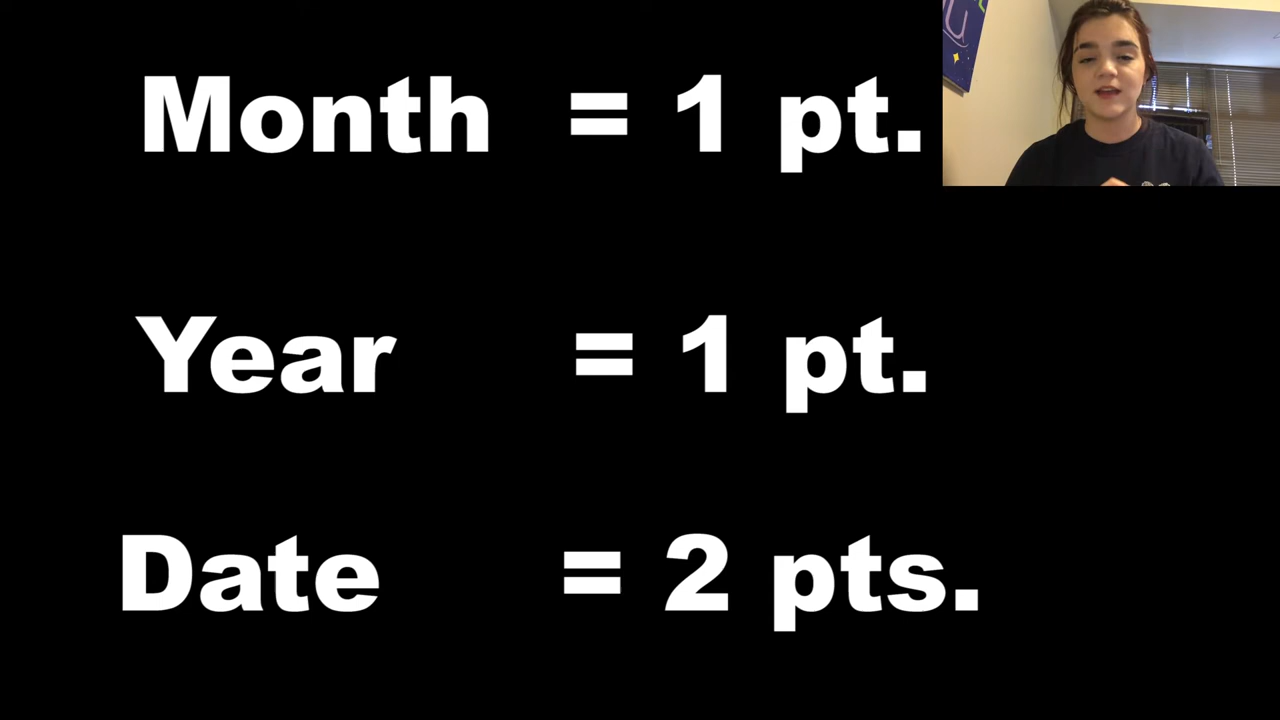 Month = 1 pt.
Year = 1 pt.
Date = 2 pts.